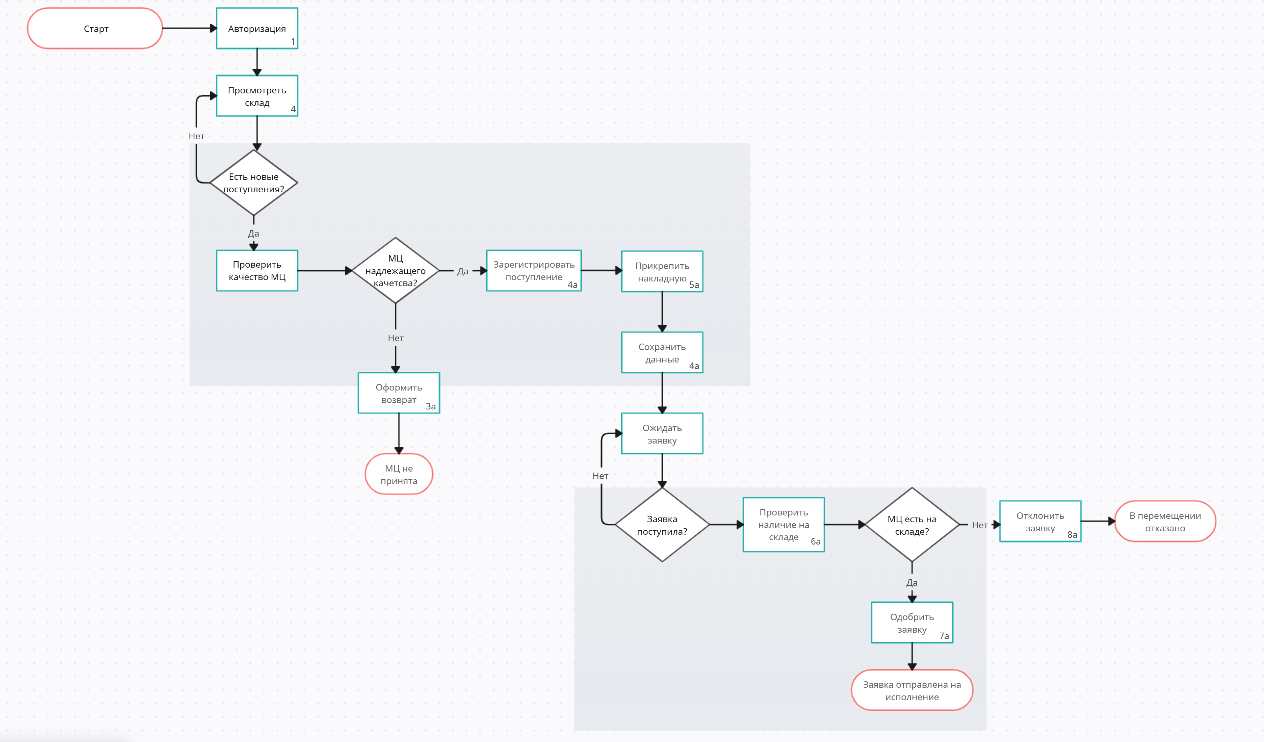 Старт
Авторизация
1
Просмотреть
склад
4
Нет
Есть новые
поступления?
Да
Проверить
качество МЦ
МЦ
надлежащего
качетсва?
Да
Зарегистрировать
поступление
4а
Прикрепить
накладную
5а
Нет
Сохранить
данные
4а
Оформить
возврат
3а
Ожидать
заявку
МЦ не
принята
Нет
Заявка
поступила?
Проверить
наличие на
складе
6а
МЦ есть на
складе?
Нет
Отклонить
заявку
8а
В перемещении
отказано
Да
Одобрить
заявку
7а
Заявка отправлена на
исполнение